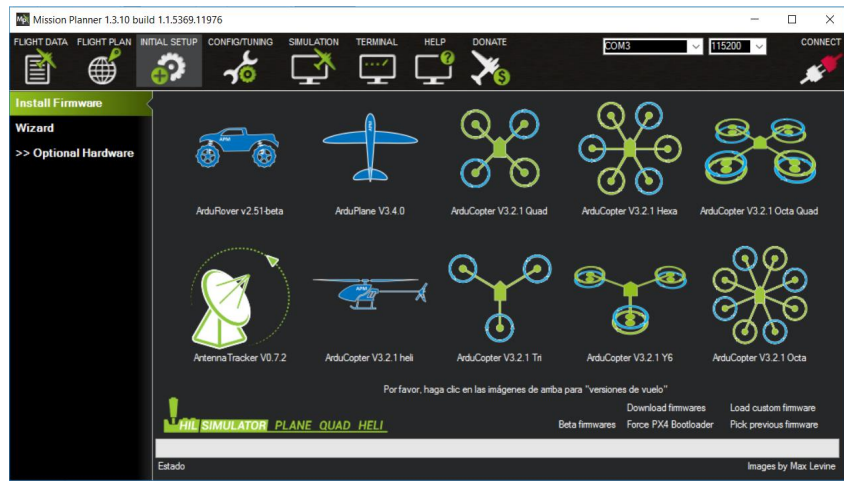 Mission Planner 1.3.10 build 1.1.5369.11976
FLIGHT DATA FLIGHT PLAN INITIAL SETUP CONFIG/TUNING SIMULATION TERMINAL HELP DONATE COM3 115200 CONNECT
Install Firmware
Wizard
>> Optional Hardware
APM
ArduRover v2.51-beta ArduPlane V3.4.0 ArduCopter V3.2.1 Quad ArduCopter V3.2.1 Hexa ArduCopter V3.2.1 Octa Quad
APM
AntennaTracker V0.7.2 ArduCopter V3.2.1 heli ArduCopter V3.2.1 Tri ArduCopter V3.2.1 Y6 ArduCopter V3.2.1 Octa
Por favor, haga clic en las imágenes de arriba para "versiones de vuelo"
Download firmwares Load custom firmware
HIL SIMULATOR PLANE QUAD HELI Beta firmwares Force PX4 Bootloader Pick previous firmware
Estado Images by Max Levine